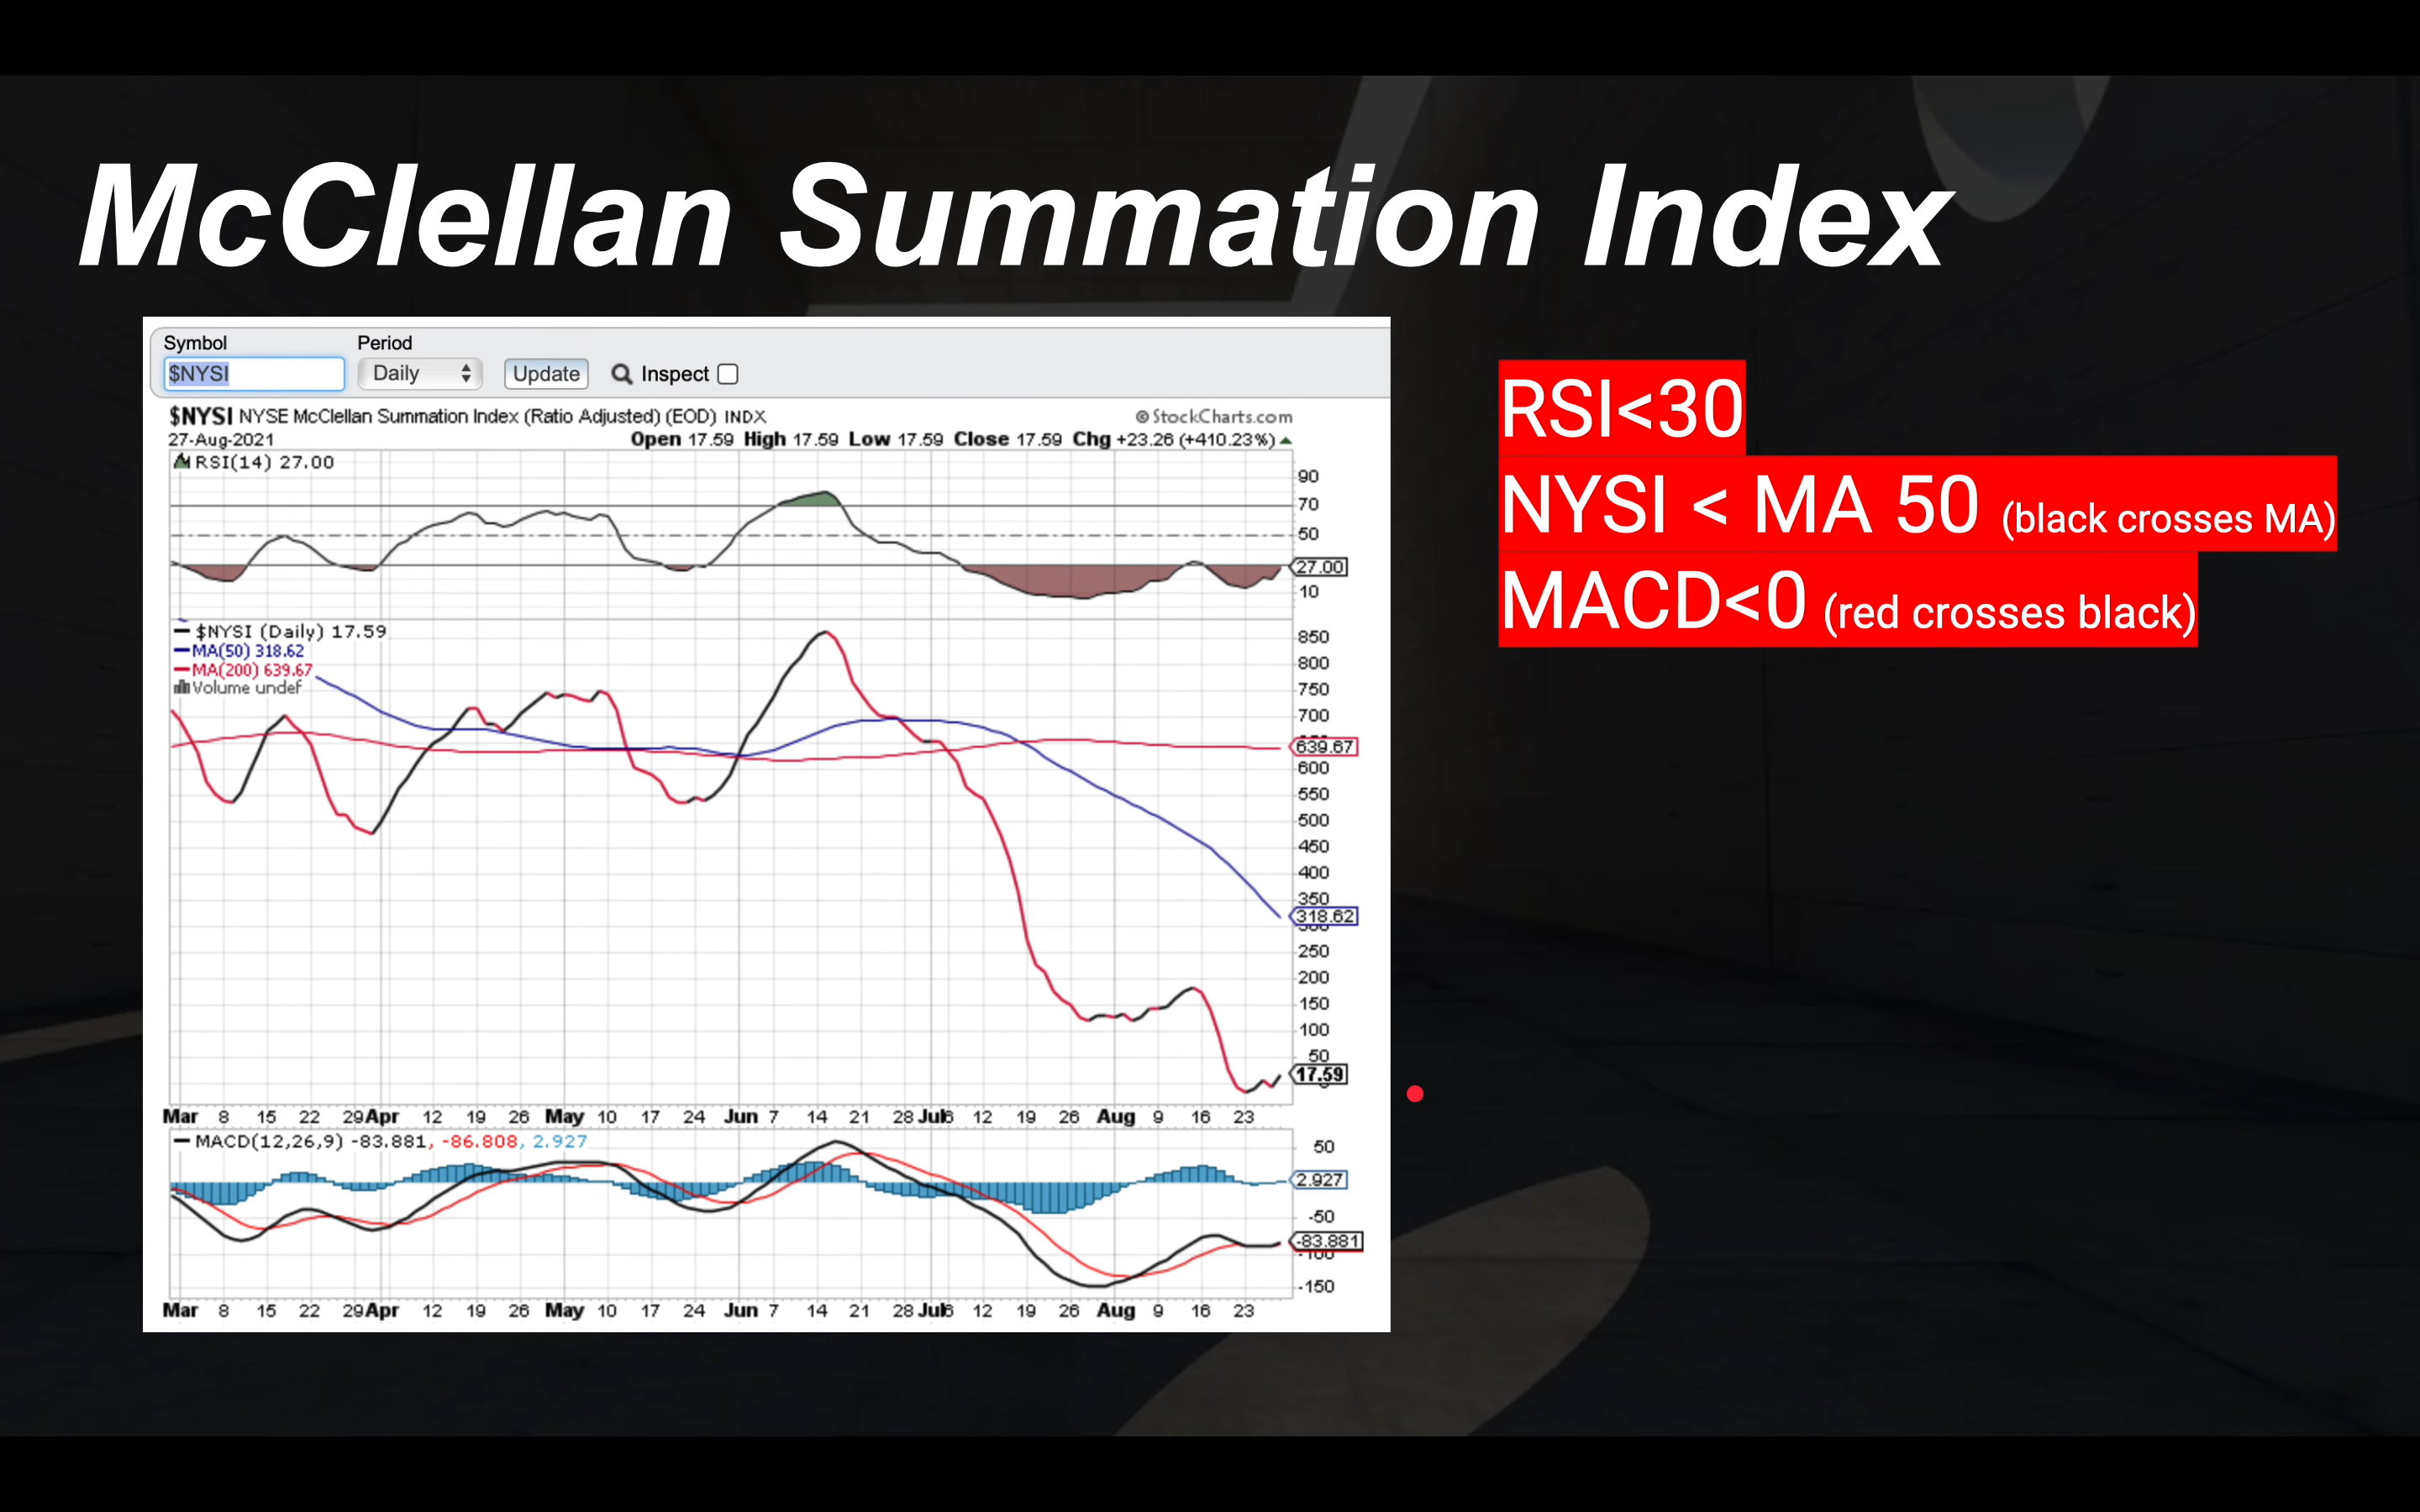 McClellan Summation Index
Symbol Period
$NYSI Daily Update Inspect
$NYSI NYSE McClellan Summation Index (Ratio Adjusted) (EOD) INDX © StockCharts.com
27-Aug-2021 Open 17.59 High 17.59 Low 17.59 Close 17.59 Chg +23.26 (+410.23%)
RSI(14) 27.00
90
70
50
27.00
10
$NYSI (Daily) 17.59
MA(50) 318.62
MA(200) 639.67
Volume undef
850
800
750
700
639.67
600
550
500
450
400
350
318.62
300
250
200
150
100
50
17.59
Mar 8 15 22 29 Apr 12 19 26 May 10 17 24 Jun 7 14 21 28 Jul 6 12 19 26 Aug 9 16 23
MACD(12,26,9) -83.881, -86.808, 2.927
50
2.927
-50
-83.881
-100
-150
Mar 8 15 22 29 Apr 12 19 26 May 10 17 24 Jun 7 14 21 28 Jul 6 12 19 26 Aug 9 16 23
RSI<30
NYSI < MA 50 (black crosses MA)
MACD<0 (red crosses black)